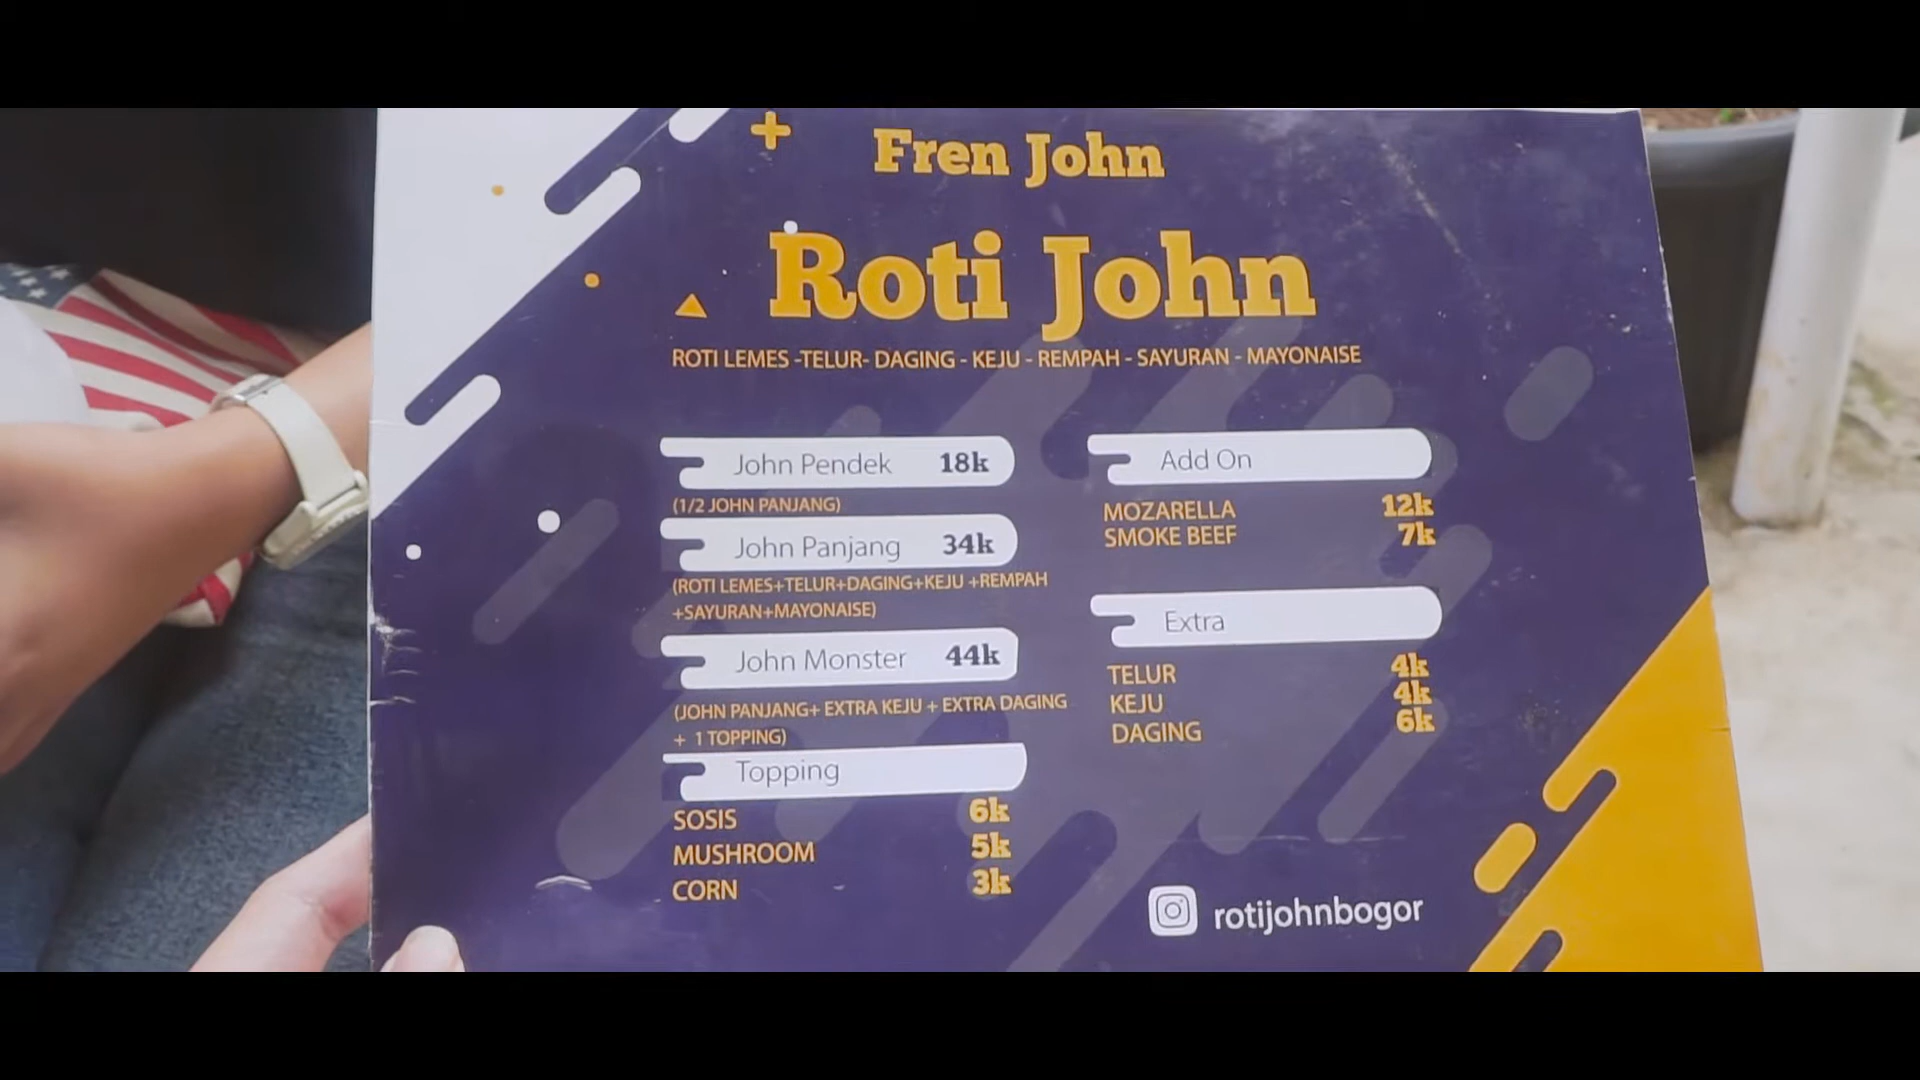 Fren John
Roti John
ROTI LEMES -TELUR- DAGING - KEJU - REMPAH - SAYURAN - MAYONAISE
John Pendek 18k
(1/2 JOHN PANJANG)
John Panjang 34k
(ROTI LEMES+TELUR+DAGING+KEJU +REMPAH
+SAYURAN+MAYONAISE)
John Monster 44k
(JOHN PANJANG+ EXTRA KEJU + EXTRA DAGING
+ 1 TOPPING)
Topping
SOSIS 6k
MUSHROOM 5k
CORN 3k
Add On
MOZARELLA 12k
SMOKE BEEF 7k
Extra
TELUR 4k
KEJU 4k
DAGING 6k
rotijohnbogor